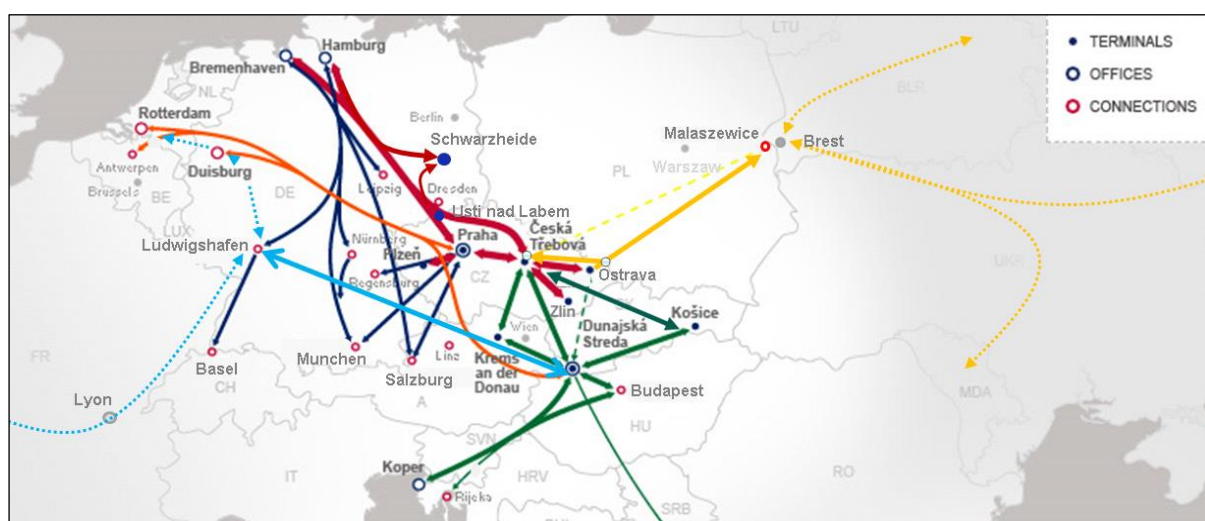 LTU
TERMINALS
OFFICES
CONNECTIONS
Hamburg
Bremenhaven
NL
BLR
Rotterdam
Berlin
Schwarzheide
Malaszewice
Brest
Warszaw
PL
Antwerpen
Brussels
BE
Duisburg
DE
Leipzig
Dresden
Usti nad Labem
LUX
Ludwigshafen
Nürnberg
Plzeň
Praha
Česká
Třebová
UKR
Regensburg
CZ
Ostrava
Zlin
SK
Košice
Wien
Dunajská
Streda
FR
Basel
Munchen
Linz
Salzburg
Krems
an der
Donau
CH
A
Budapest
MDA
Lyon
HU
SVN
Koper
Rijeka
HRV
IT
RO
SRB